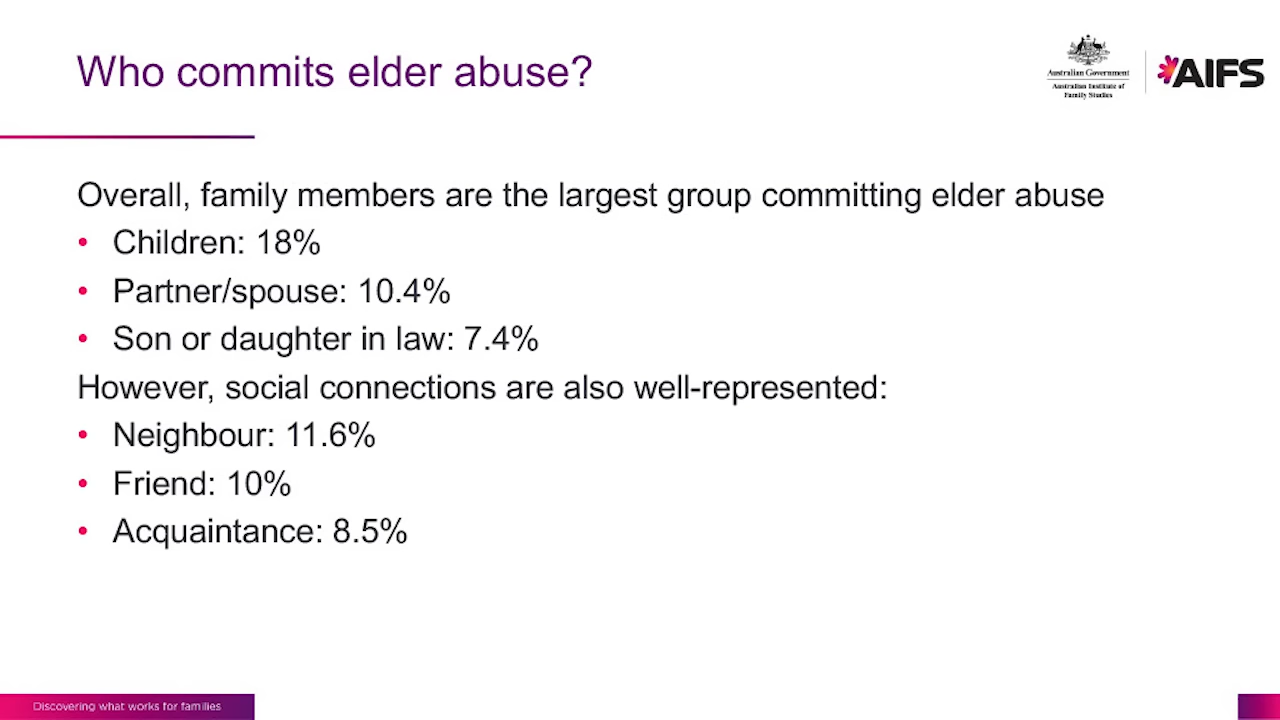 Who commits elder abuse?
Australian Government
Australian Institute of
Family Studies
AIFS
Overall, family members are the largest group committing elder abuse
• Children: 18%
• Partner/spouse: 10.4%
• Son or daughter in law: 7.4%
However, social connections are also well-represented:
• Neighbour: 11.6%
• Friend: 10%
• Acquaintance: 8.5%
Discovering what works for families